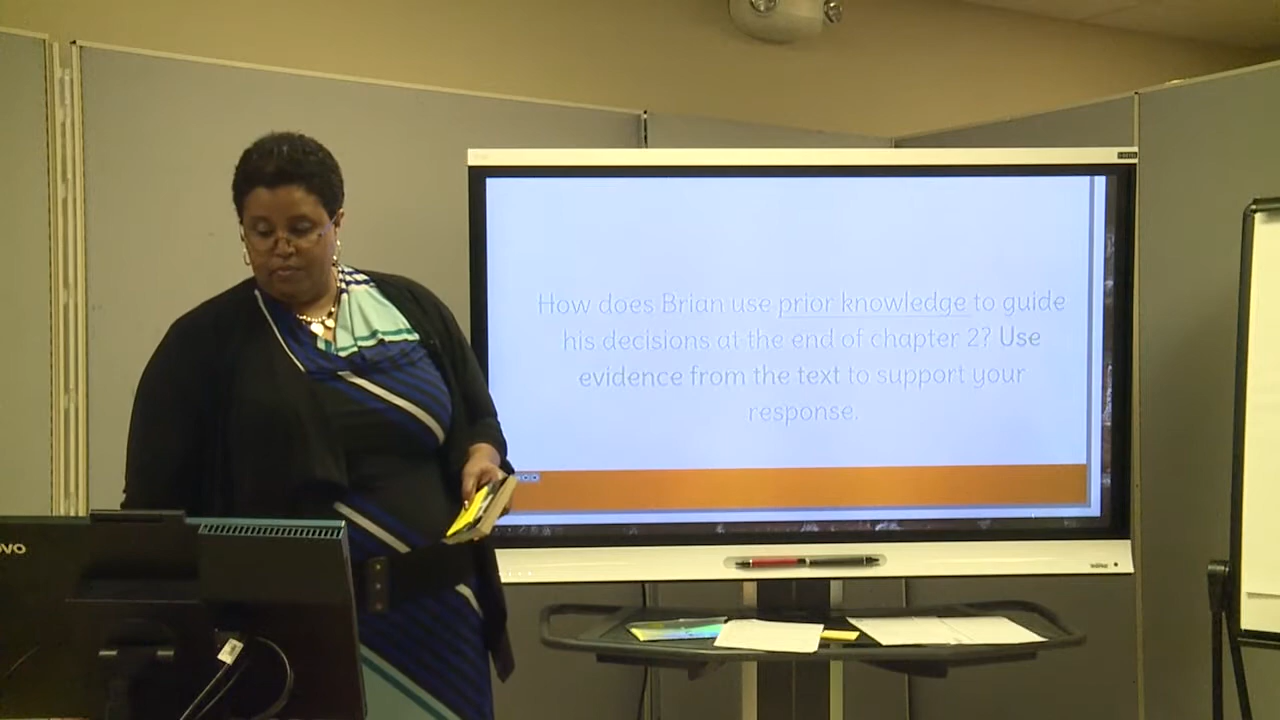 How does Brian use prior knowledge to guide
his decisions at the end of chapter 2? Use
evidence from the text to support your
response.
ovo